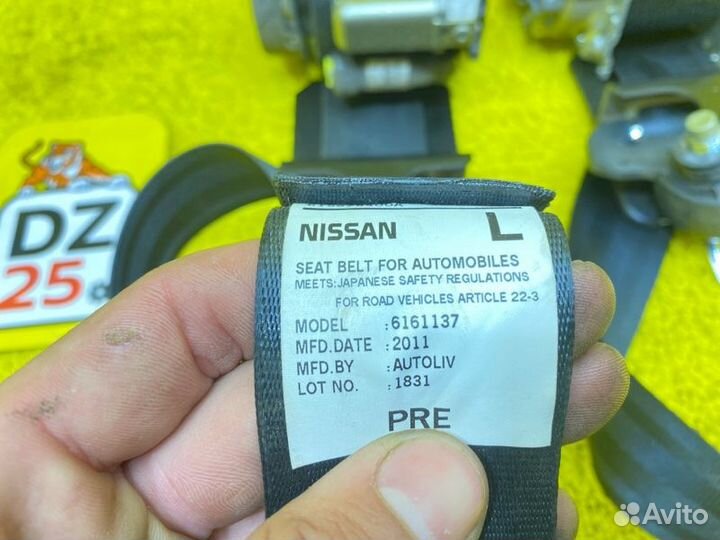 NISSAN L
SEAT BELT FOR AUTOMOBILES
MEETS:JAPANESE SAFETY REGULATIONS
FOR ROAD VEHICLES ARTICLE 22-3
MODEL :6161137
MFD.DATE :2011
MFD.BY :AUTOLIV
LOT NO. :1831
PRE
DZ
25
Avito